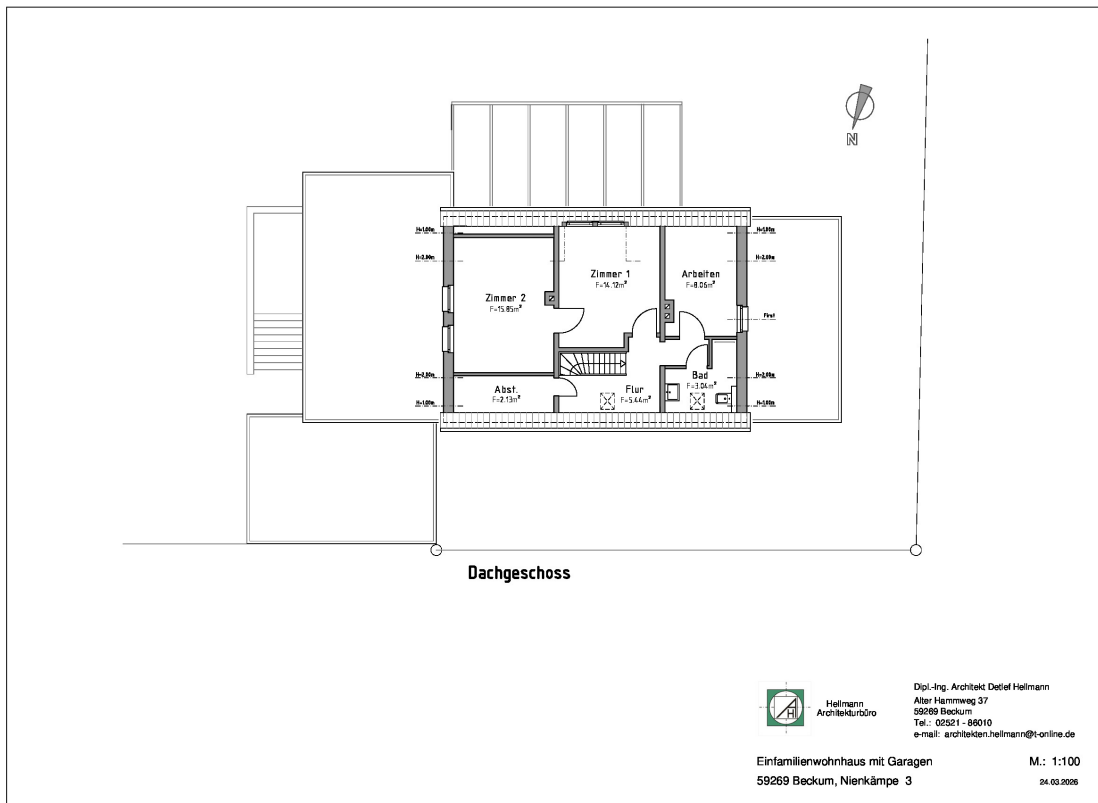 N
H=1,00m
H=1,00m
H=2,00m
H=2,00m
Zimmer 1
F=14.12m²
Arbeiten
F=8.06m²
Zimmer 2
F=15.85m²
First
H=2,00m
H=2,00m
Bad
F=3.04m²
Abst.
F=2.13m²
Flur
F=5.44m²
H=1,00m
H=1,00m
Dachgeschoss
AH
Hellmann
Architekturbüro
Dipl.-Ing. Architekt Detlef Hellmann
Alter Hammweg 37
59269 Beckum
Tel.: 02521 - 86010
e-mail: architekten.hellmann@t-online.de
Einfamilienwohnhaus mit Garagen
M.: 1:100
59269 Beckum, Nienkämpe 3
24.03.2026